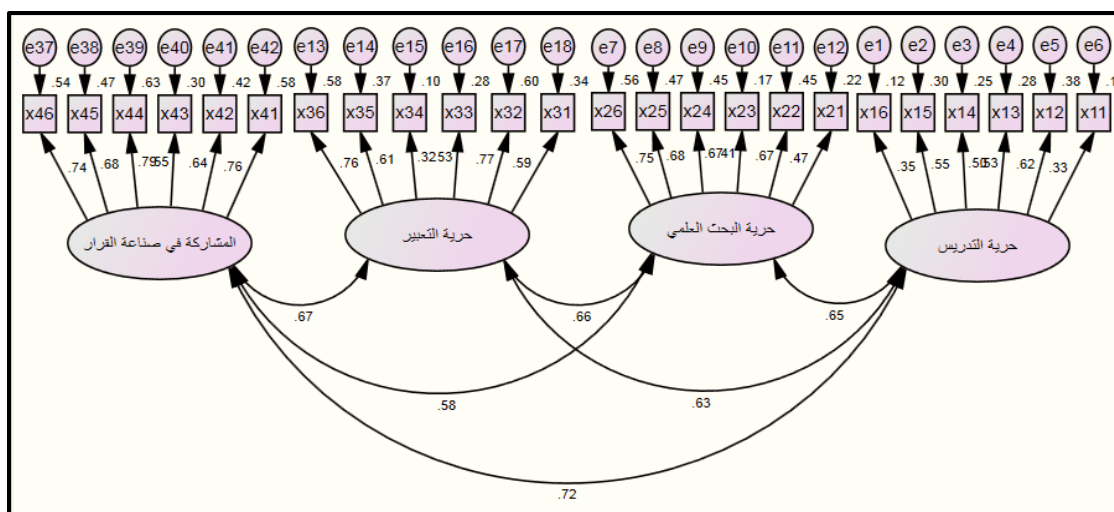 e37 e38 e39 e40 e41 e42 e13 e14 e15 e16 e17 e18 e7 e8 e9 e10 e11 e12 e1 e2 e3 e4 e5 e6
.54 .47 .63 .30 .42 .58 .58 .37 .10 .28 .60 .34 .56 .47 .45 .17 .45 .22 .12 .30 .25 .28 .38 .1
x46 x45 x44 x43 x42 x41 x36 x35 x34 x33 x32 x31 x26 x25 x24 x23 x22 x21 x16 x15 x14 x13 x12 x11
.74 .68 .79 .55 .64 .76 .76 .61 .32 .53 .77 .59 .75 .68 .67 .41 .67 .47 .35 .55 .50 .53 .62 .33
المشاركة في صناعة القرار
حرية التعبير
حرية البحث العلمي
حرية التدريس
.67
.66
.65
.58
.63
.72